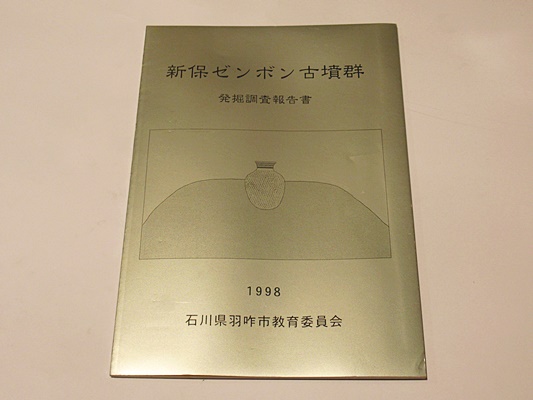 新保ゼンボン古墳群
発掘調査報告書
1998
石川県羽咋市教育委員会